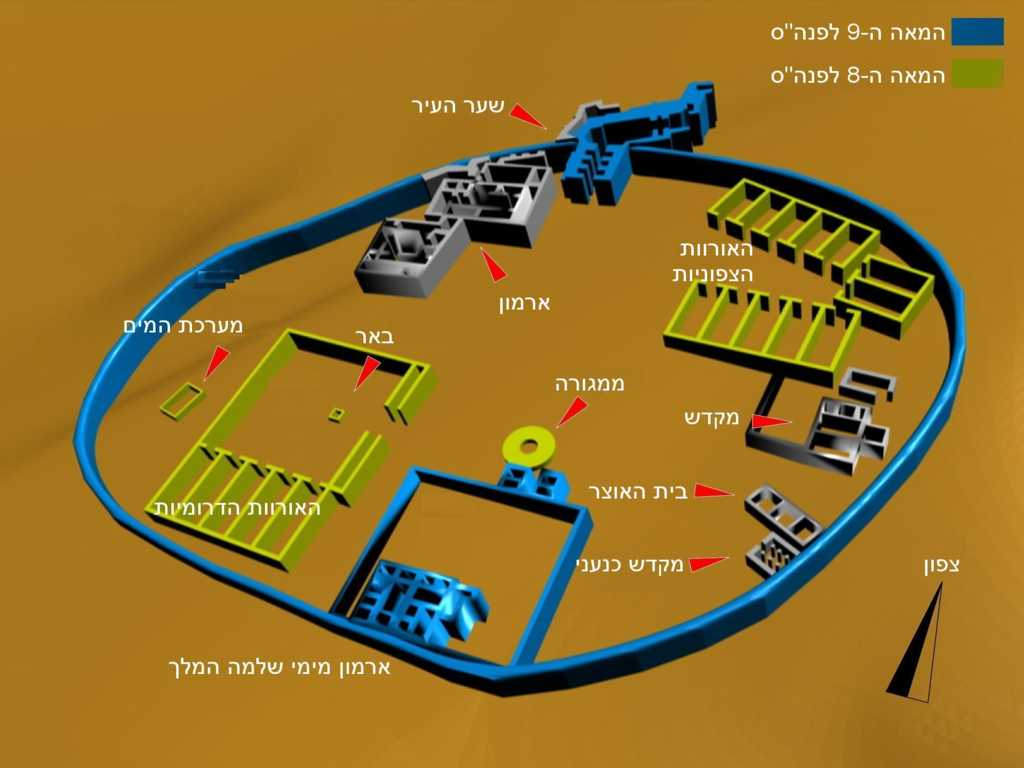 המאה ה-9 לפנה"ס
המאה ה-8 לפנה"ס
שער העיר
האורוות
הצפוניות
ארמון
מערכת המים
באר
ממגורה
מקדש
בית האוצר
האורוות הדרומיות
מקדש כנעני
צפון
ארמון מימי שלמה המלך